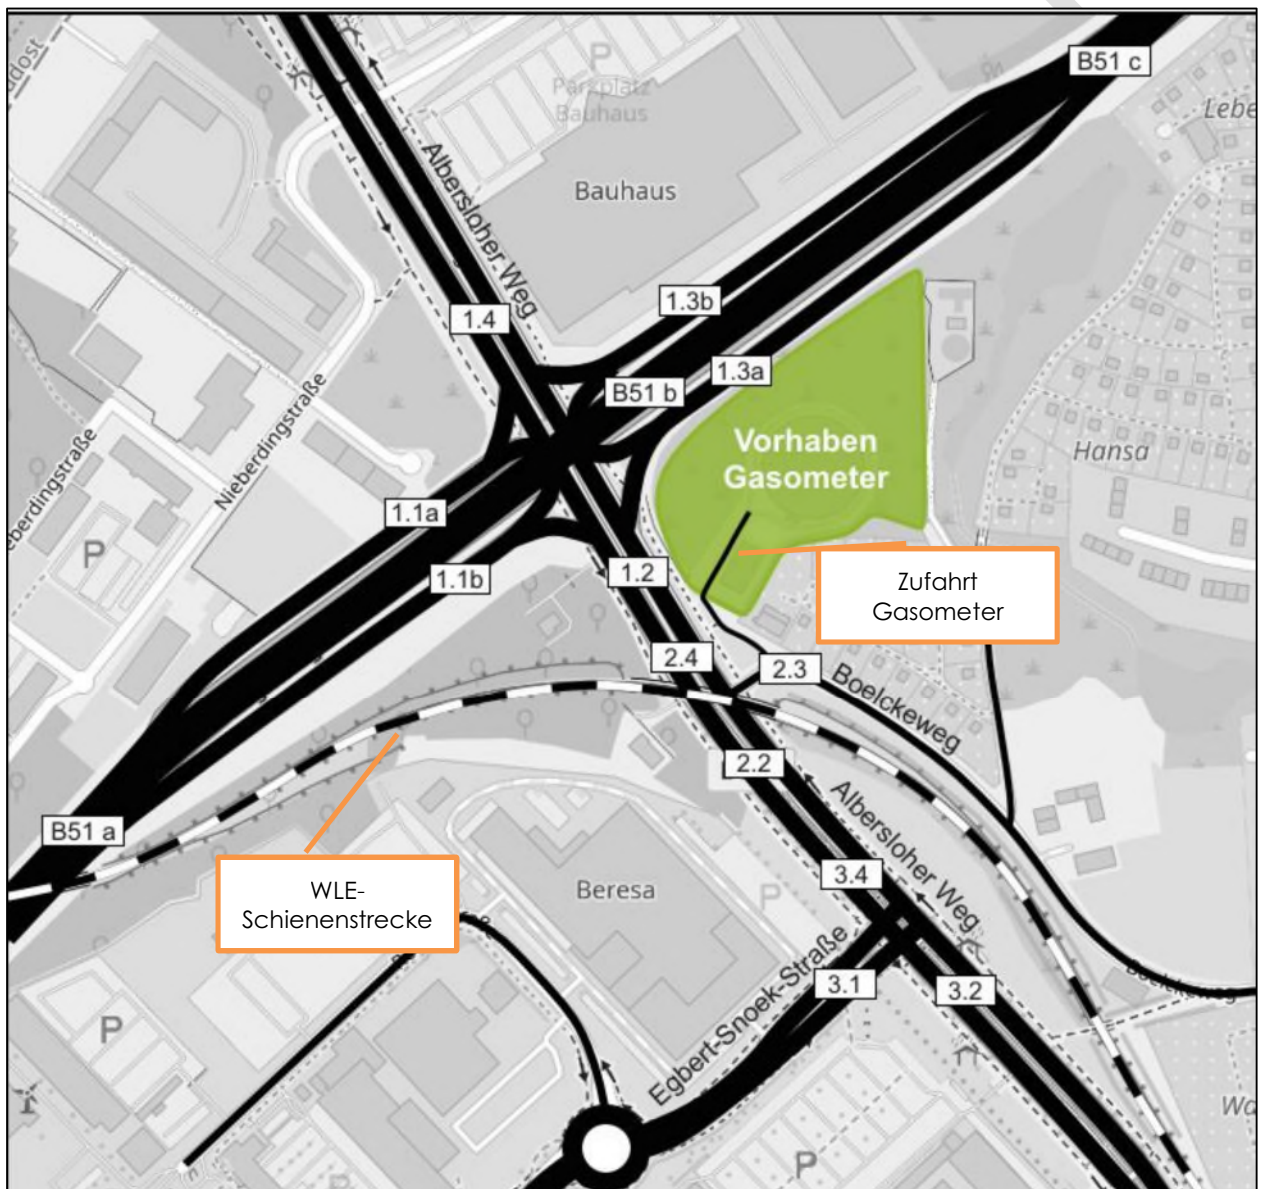 B51 c
P
Parkplatz
Bauhaus
Albersloher Weg
Bauhaus
1.3b
1.4
1.3a
B51 b
Vorhaben
Gasometer
Hansa
Nieberdingstraße
P
1.1a
1.1b
1.2
Zufahrt
Gasometer
2.4
2.3
Boelckeweg
2.2
Albersloher Weg
B51 a
WLE-
Schienenstrecke
Beresa
P
3.4
3.1
3.2
Egbert-Snoek-Straße
Boelckeweg
P
P